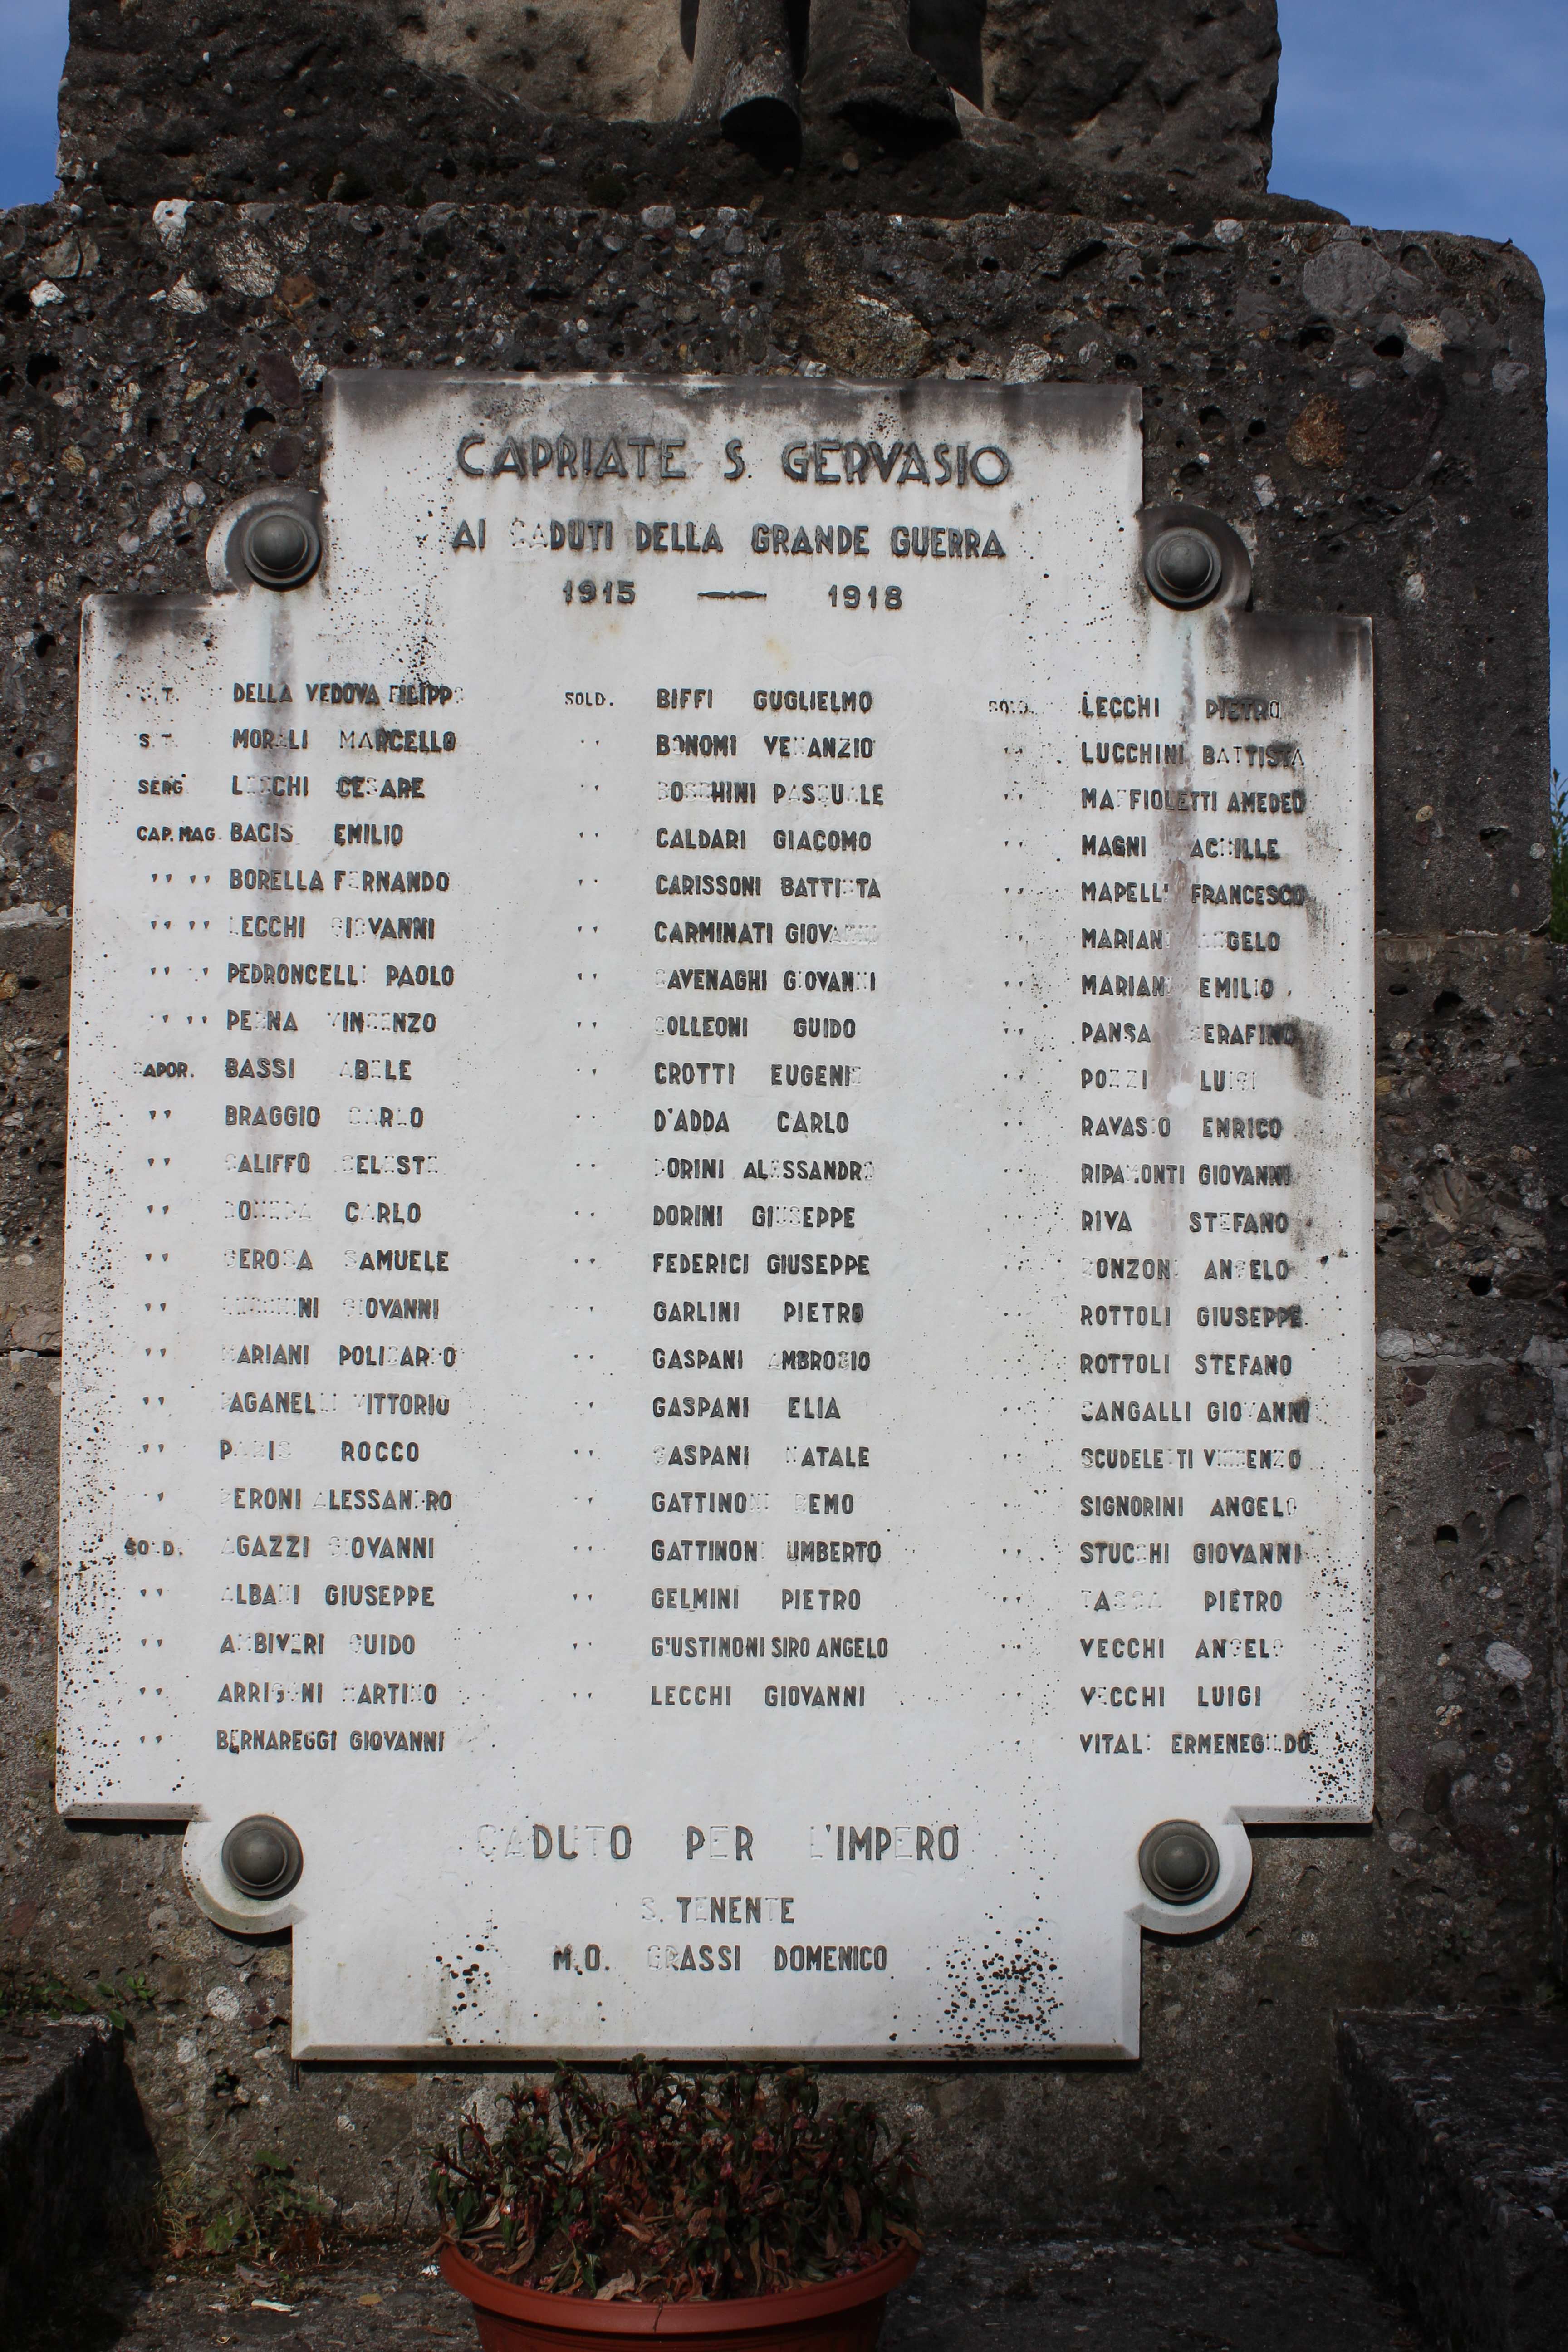 CAPRIATE S. GERVASIO
AI CADUTI DELLA GRANDE GUERRA
1915 — 1918
DELLA VEDOVA FILIPPO
S.T. MORALI MARCELLO
SERG. LECCHI CESARE
CAP. MAG. BACIS EMILIO
'' '' BORELLA FERNANDO
'' '' LECCHI GIOVANNI
'' '' PEDRONCELLI PAOLO
'' '' PENNA VINCENZO
CAPOR. BASSI ABELE
'' BRAGGIO CARLO
'' CALIFFO CELESTE
'' CARLO
'' SAMUELE
'' GIOVANNI
'' MARIANI POLICARPO
'' PAGANELLI VITTORIO
'' PARIS ROCCO
'' PERONI ALESSANDRO
SOLD. AGAZZI GIOVANNI
'' ALBANI GIUSEPPE
'' AMBIVERI GUIDO
'' ARRIGONI MARTINO
'' BERNAREGGI GIOVANNI
SOLD. BIFFI GUGLIELMO
'' BONOMI VENANZIO
'' BOSCHINI PASQUALE
'' CALDARI GIACOMO
'' CARISSONI BATTISTA
'' CARMINATI GIOVANNI
'' CAVENAGHI GIOVANNI
'' COLLEONI GUIDO
'' CROTTI EUGENIO
'' D'ADDA CARLO
'' DORINI ALESSANDRO
'' DORINI GIUSEPPE
'' FEDERICI GIUSEPPE
'' GARLINI PIETRO
'' GASPANI AMBROGIO
'' GASPANI ELIA
'' GASPANI NATALE
'' GATTINONI REMO
'' GATTINONI UMBERTO
'' GELMINI PIETRO
'' GIUSTINONI SIRO ANGELO
'' LECCHI GIOVANNI
SOLD. LECCHI PIETRO
'' LUCCHINI BATTISTA
'' MAFFIOLETTI AMEDEO
'' MAGNI ACHILLE
'' MAPELLI FRANCESCO
'' MARIANI ANGELO
'' MARIANI EMILIO
'' PANSA SERAFINO
'' POZZI LUIGI
'' RAVASIO ENRICO
'' RIPAMONTI GIOVANNI
'' RIVA STEFANO
'' RONZONI ANGELO
'' ROTTOLI GIUSEPPE
'' ROTTOLI STEFANO
'' SANGALLI GIOVANNI
'' SCUDELETTI VINCENZO
'' SIGNORINI ANGELO
'' STUCCHI GIOVANNI
'' TASCA PIETRO
'' VECCHI ANGELO
'' VECCHI LUIGI
'' VITALI ERMENEGILDO
CADUTO PER L'IMPERO
S. TENENTE
M.O. GRASSI DOMENICO